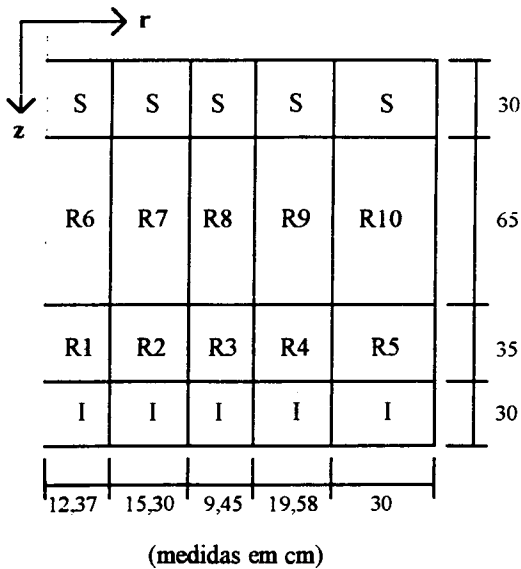 r
z
S S S S S 30
R6 R7 R8 R9 R10 65
R1 R2 R3 R4 R5 35
I I I I I 30
12,37 15,30 9,45 19,58 30
(medidas em cm)